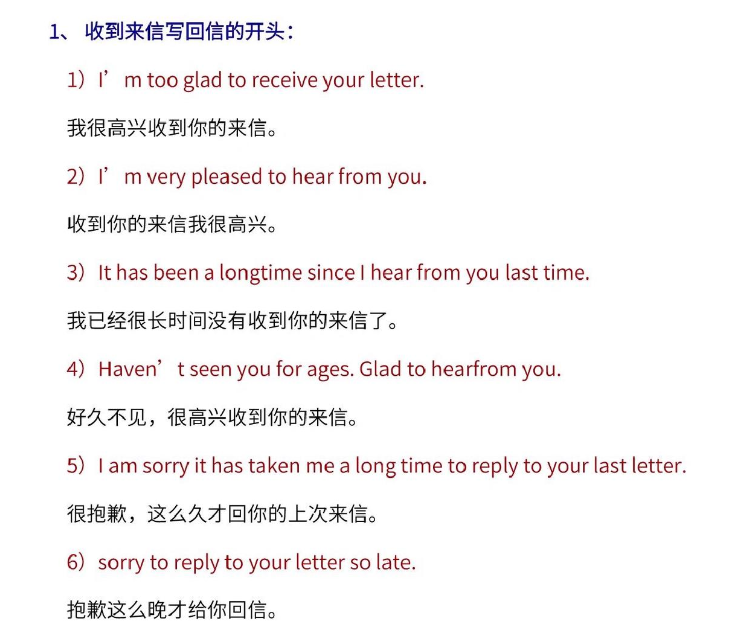 1、 收到来信写回信的开头：
1）I’m too glad to receive your letter.
我很高兴收到你的来信。
2）I’m very pleased to hear from you.
收到你的来信我很高兴。
3）It has been a longtime since I hear from you last time.
我已经很长时间没有收到你的来信了。
4）Haven’t seen you for ages. Glad to hearfrom you.
好久不见，很高兴收到你的来信。
5）I am sorry it has taken me a long time to reply to your last letter.
很抱歉，这么久才回你的上次来信。
6）sorry to reply to your letter so late.
抱歉这么晚才给你回信。